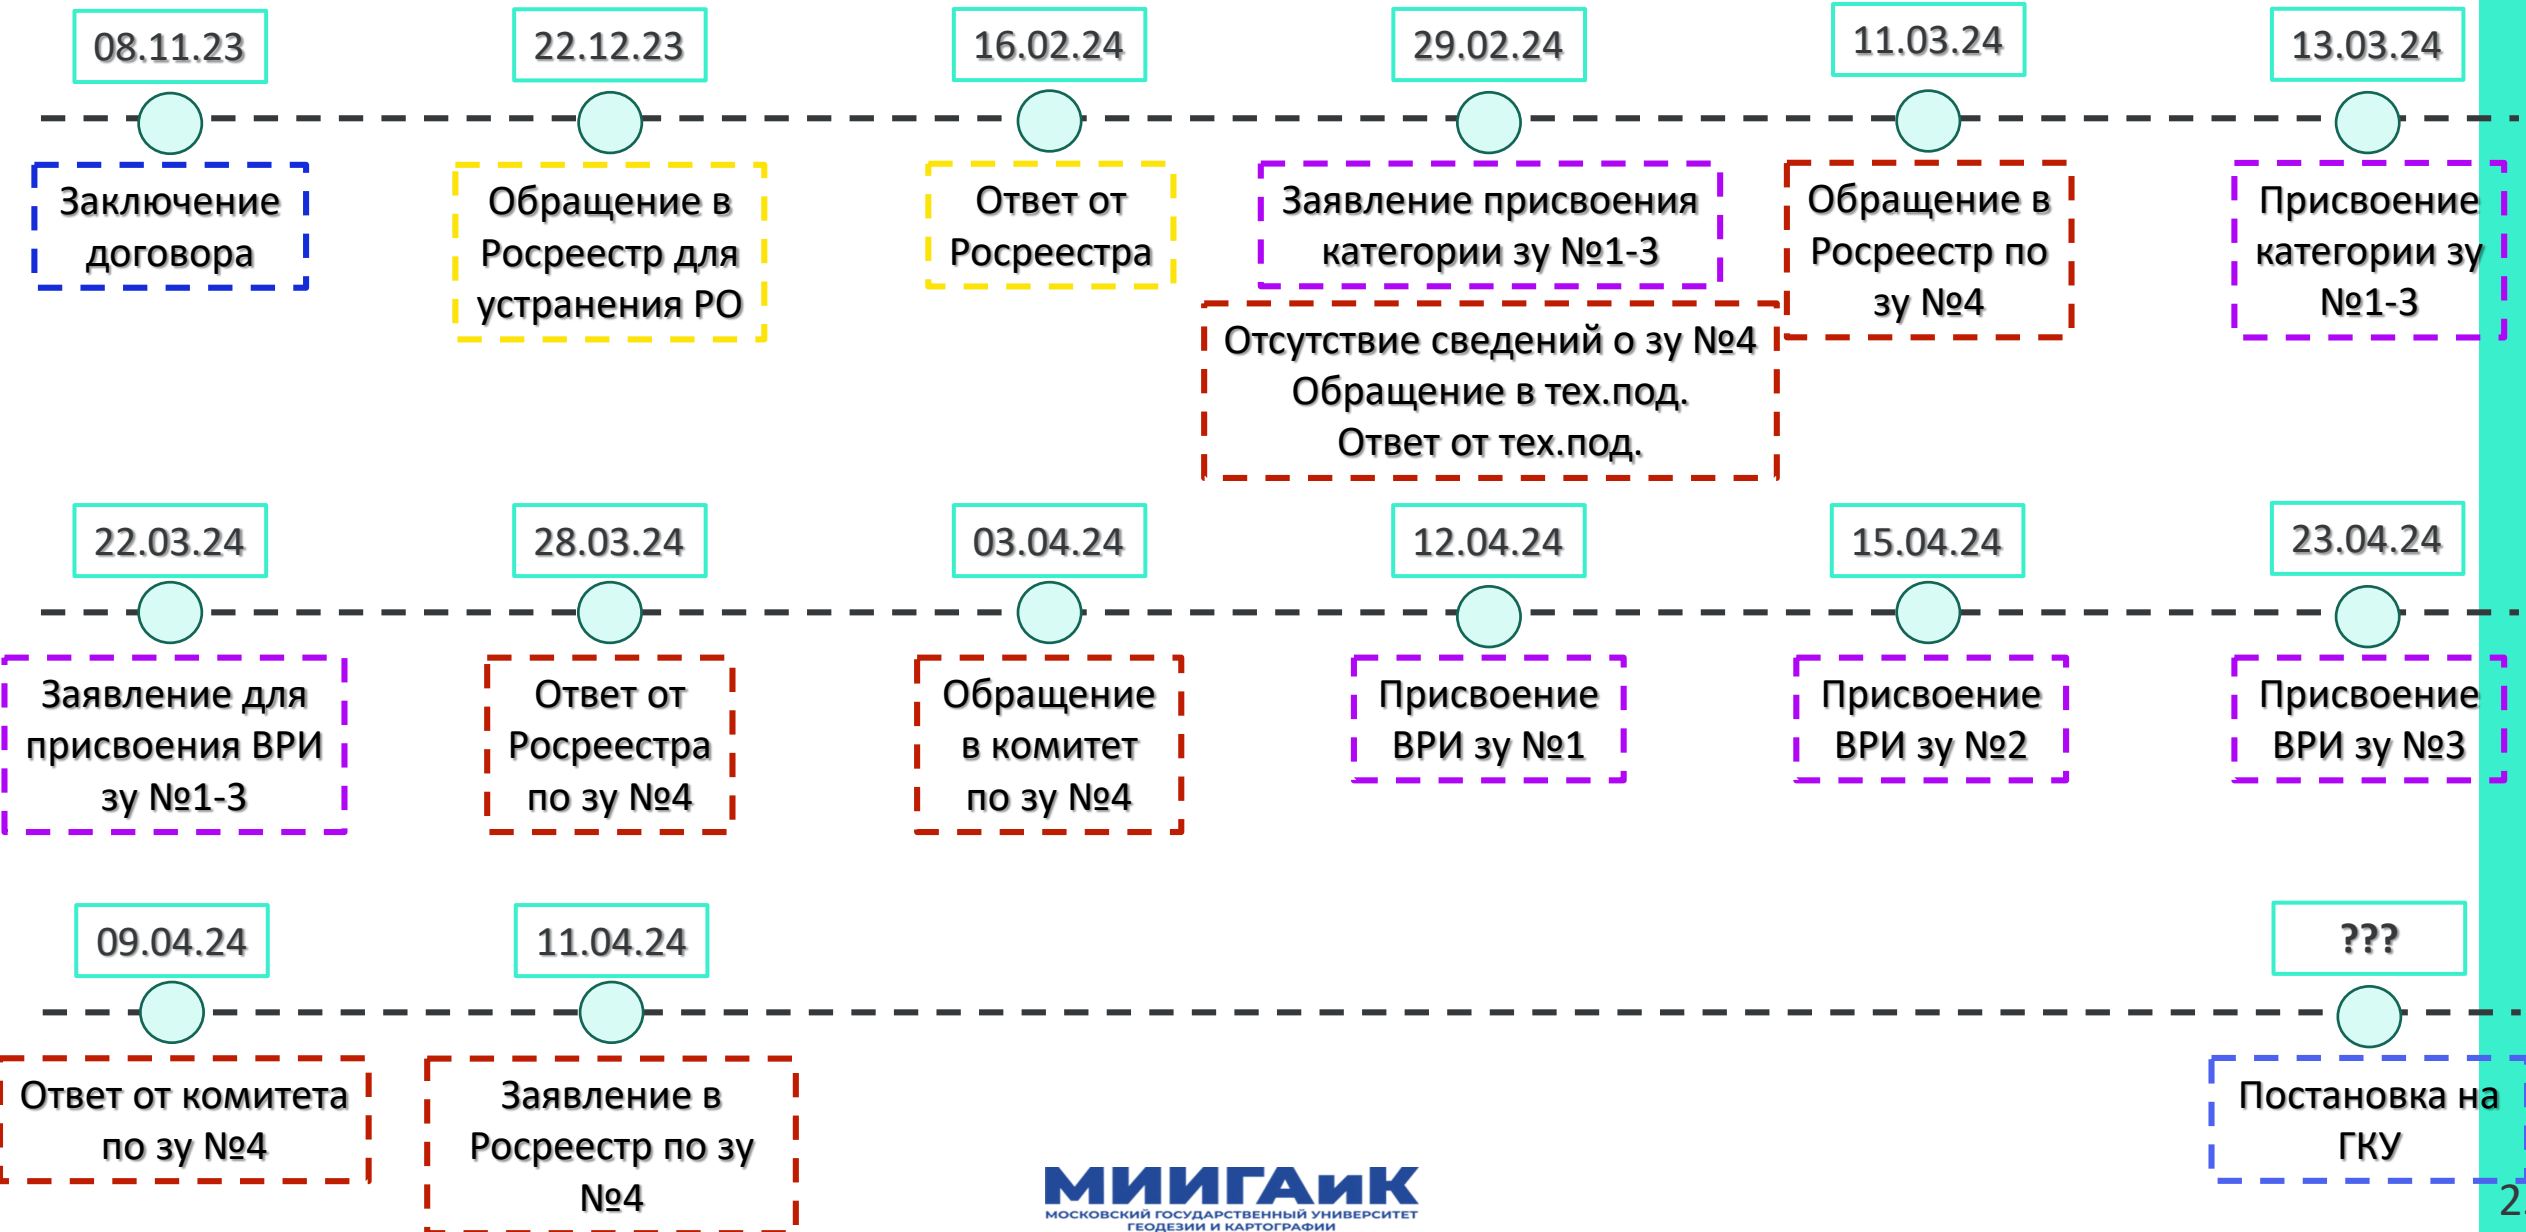 08.11.23
22.12.23
16.02.24
29.02.24
11.03.24
13.03.24
Заключение
договора
Обращение в
Росреестр для
устранения РО
Ответ от
Росреестра
Заявление присвоения
категории зу №1-3
Отсутствие сведений о зу №4
Обращение в тех.под.
Ответ от тех.под.
Обращение в
Росреестр по
зу №4
Присвоение
категории зу
№1-3
22.03.24
28.03.24
03.04.24
12.04.24
15.04.24
23.04.24
Заявление для
присвоения ВРИ
зу №1-3
Ответ от
Росреестра
по зу №4
Обращение
в комитет
по зу №4
Присвоение
ВРИ зу №1
Присвоение
ВРИ зу №2
Присвоение
ВРИ зу №3
09.04.24
11.04.24
???
Ответ от комитета
по зу №4
Заявление в
Росреестр по зу
№4
Постановка на
ГКУ
МИИГАиК
МОСКОВСКИЙ ГОСУДАРСТВЕННЫЙ УНИВЕРСИТЕТ
ГЕОДЕЗИИ И КАРТОГРАФИИ